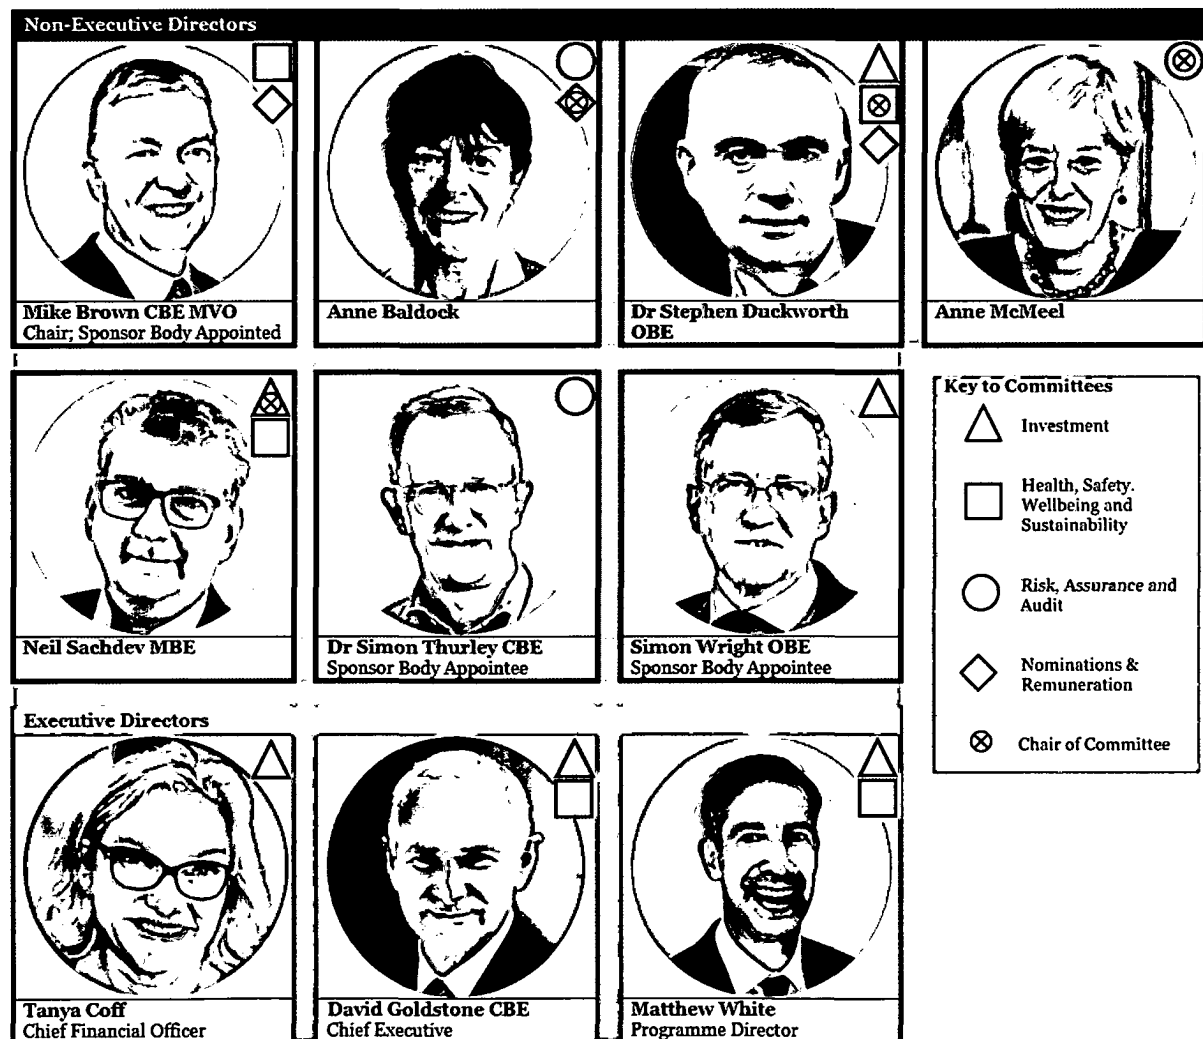 Non-Executive Directors
Mike Brown CBE MVO
Chair; Sponsor Body Appointed
Anne Baldock
Dr Stephen Duckworth
OBE
Anne McMeel
Neil Sachdev MBE
Dr Simon Thurley CBE
Sponsor Body Appointee
Simon Wright OBE
Sponsor Body Appointee
Key to Committees
Investment
Health, Safety.
Wellbeing and
Sustainability
Risk, Assurance and
Audit
Nominations &
Remuneration
Chair of Committee
Executive Directors
Tanya Coff
Chief Financial Officer
David Goldstone CBE
Chief Executive
Matthew White
Programme Director